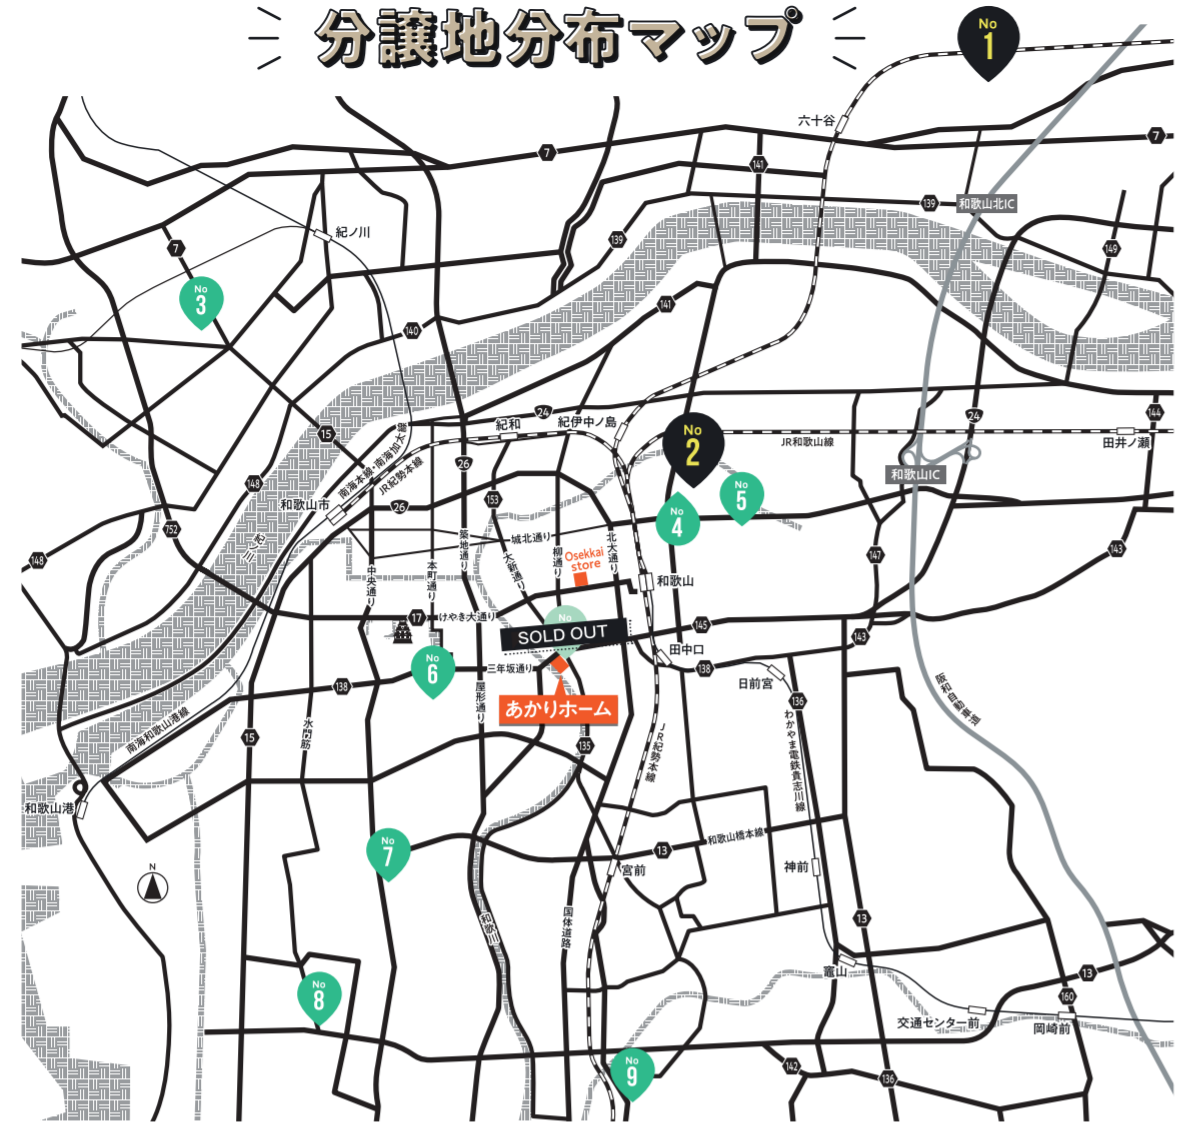 分譲地分布マップ
No
1
六十谷
7
7
141
139
和歌山北IC
紀ノ川
7
139
149
No
3
141
140
24
紀和
紀伊中ノ島
24
144
15
南海本線・南海加太線
JR紀勢本線
26
No
2
JR和歌山線
田井ノ瀬
和歌山IC
148
和歌山市
26
153
No
5
No
4
752
築地通り
城北通り
北大通り
148
本町通り
大新通り
柳通り
Osekkai
store
147
143
中央通り
和歌山
17
けやき大通り
No
SOLD OUT
145
143
田中口
No
6
三年坂通り
138
日前宮
138
屋形通り
あかりホーム
136
阪和自動車道
わかやま電鉄貴志川線
南海和歌山港線
15
水門筋
135
JR紀勢本線
和歌山港
和歌山橋本線
No
7
13
宮前
神前
N
和歌川
国体道路
13
竈山
13
No
8
160
交通センター前
岡崎前
No
9
142
136